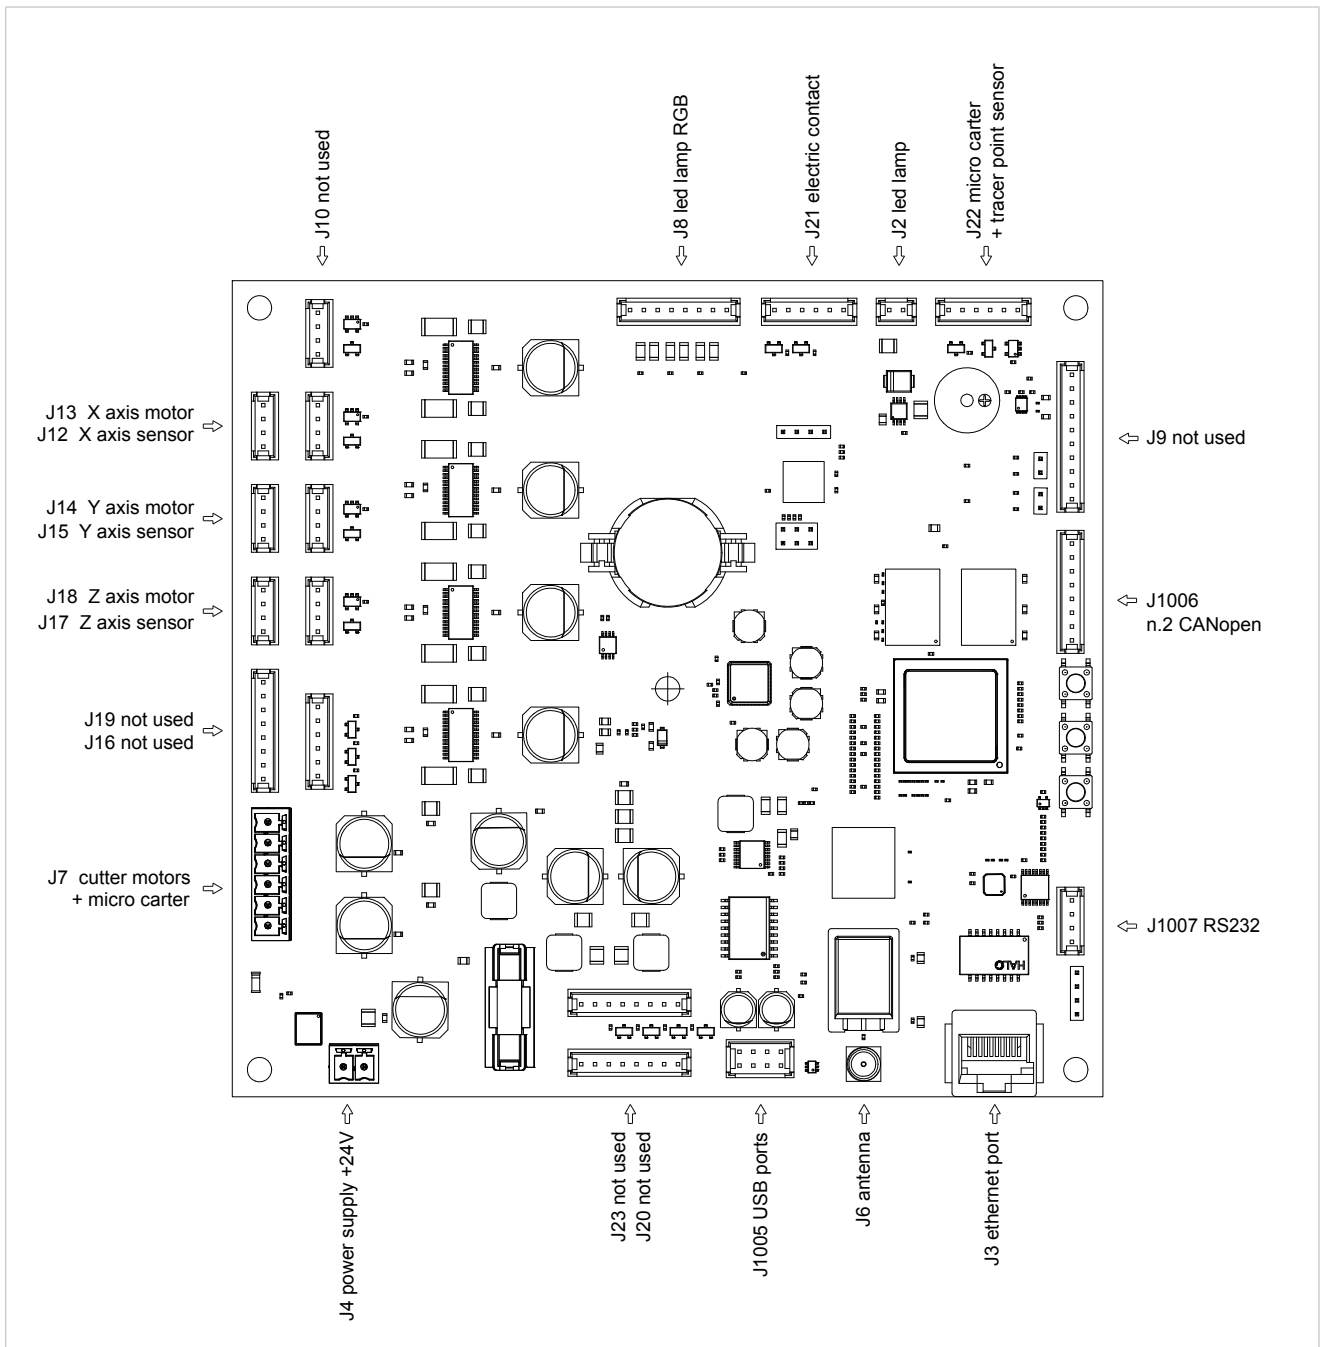 J10 not used
J8 led lamp RGB
J21 electric contact
J2 led lamp
J22 micro carter
+ tracer point sensor
J13 X axis motor
J12 X axis sensor
J9 not used
J14 Y axis motor
J15 Y axis sensor
J18 Z axis motor
J17 Z axis sensor
J1006
n.2 CANopen
J19 not used
J16 not used
J7 cutter motors
+ micro carter
J1007 RS232
HALO
J4 power supply +24V
J23 not used
J20 not used
J1005 USB ports
J6 antenna
J3 ethernet port